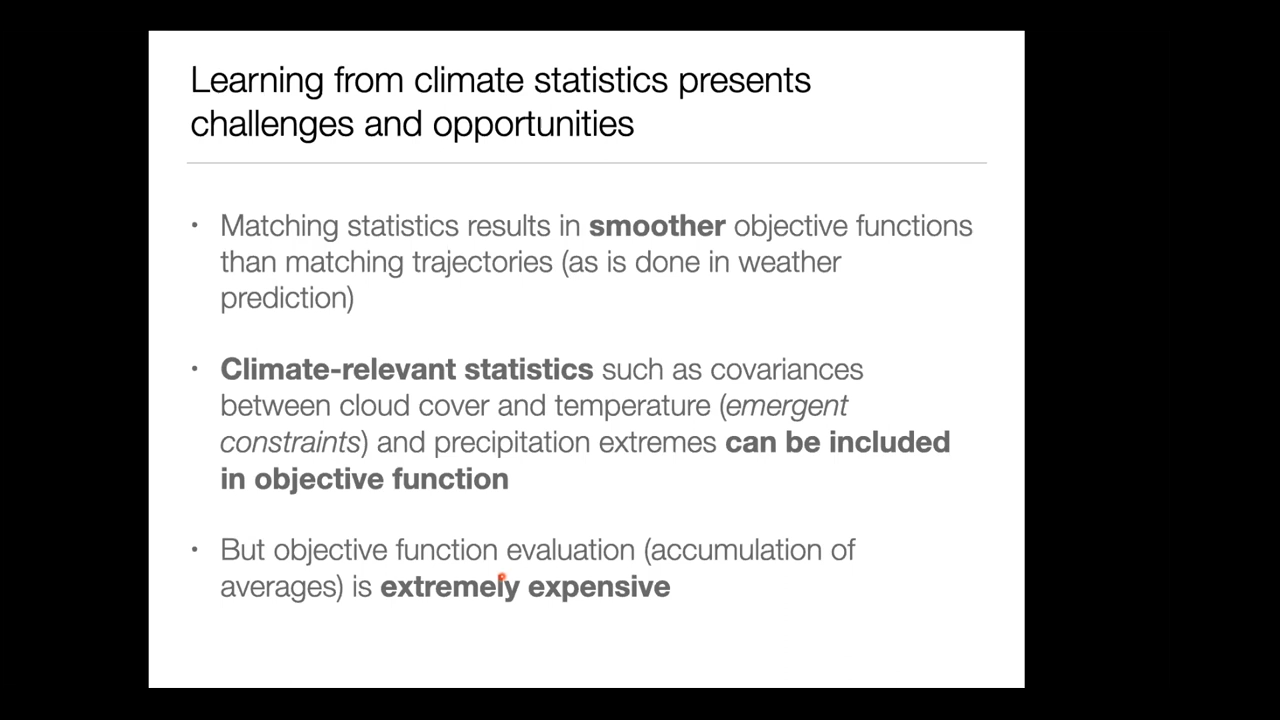 Learning from climate statistics presents
challenges and opportunities
• Matching statistics results in smoother objective functions
than matching trajectories (as is done in weather
prediction)
• Climate-relevant statistics such as covariances
between cloud cover and temperature (emergent
constraints) and precipitation extremes can be included
in objective function
• But objective function evaluation (accumulation of
averages) is extremely expensive